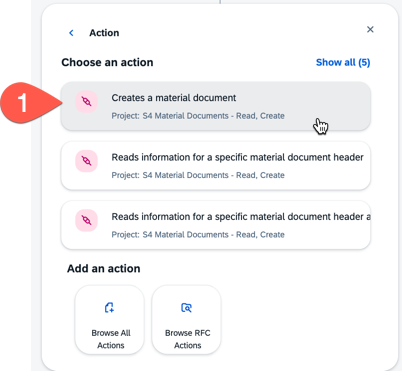 Action
Choose an action
Show all (5)
1
Creates a material document
Project: S4 Material Documents - Read, Create
Reads information for a specific material document header
Project: S4 Material Documents - Read, Create
Reads information for a specific material document header a
Project: S4 Material Documents - Read, Create
Add an action
Browse All
Actions
Browse RFC
Actions